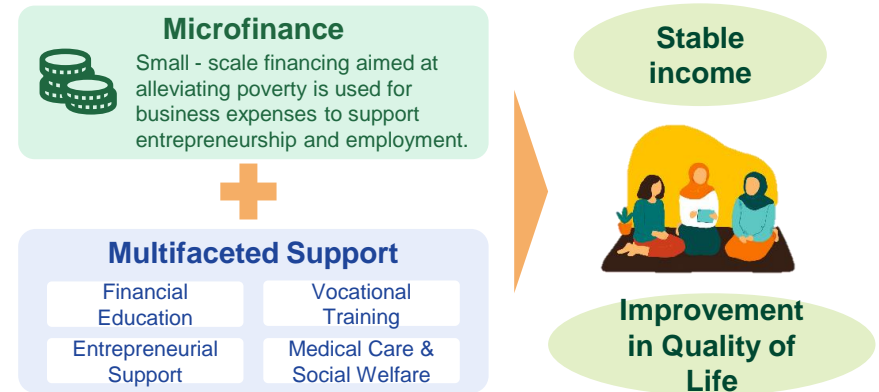 Microfinance
Small - scale financing aimed at
alleviating poverty is used for
business expenses to support
entrepreneurship and employment.
Multifaceted Support
Financial
Education
Vocational
Training
Entrepreneurial
Support
Medical Care &
Social Welfare
Stable
income
Improvement
in Quality of
Life